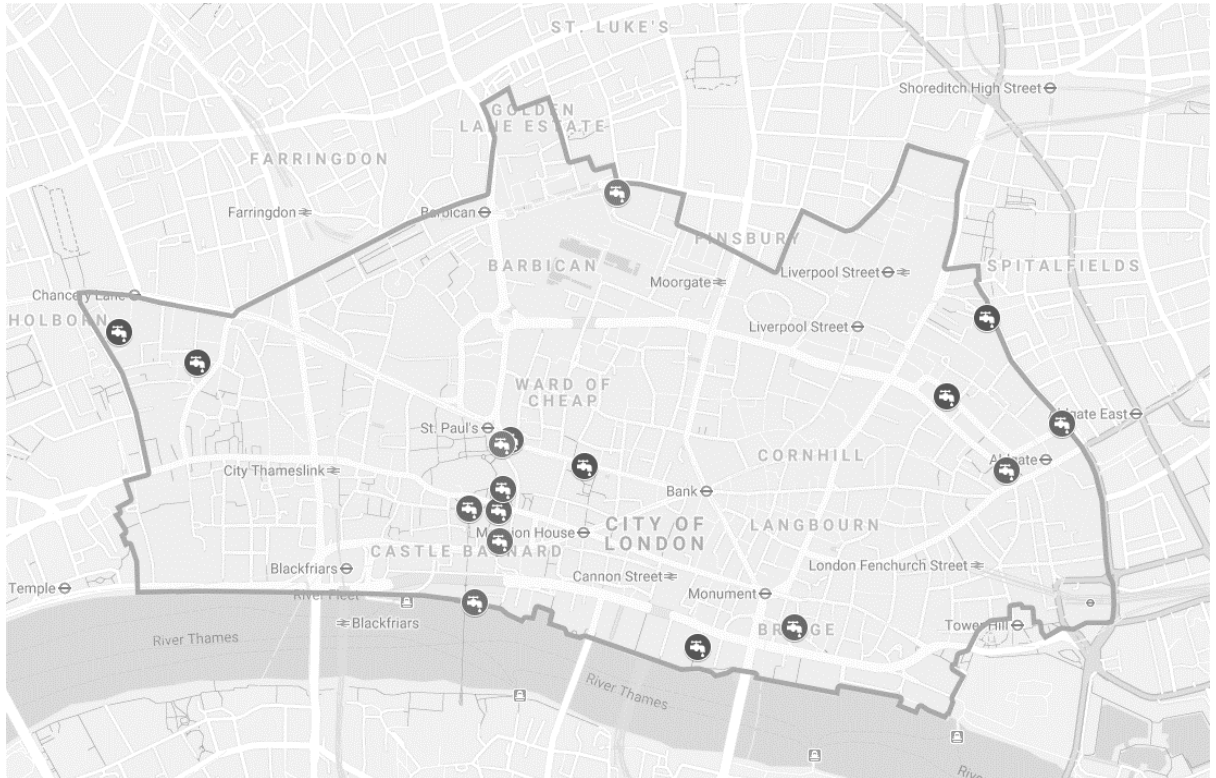 ST. LUKE'S
Shoreditch High Street
GOLDEN
LANE ESTATE
FARRINGDON
Farringdon
Barbican
FINSBURY
BARBICAN
Liverpool Street
SPITALFIELDS
Moorgate
Chancery Lane
HOLBORN
Liverpool Street
WARD OF
CHEAP
St. Paul's
Aldgate East
CORNHILL
Aldgate
City Thameslink
Bank
CITY OF
LONDON
LANGBOURN
Mansion House
CASTLE BAYNARD
Blackfriars
Cannon Street
London Fenchurch Street
Temple
Monument
River Fleet
Blackfriars
River Thames
BRIDGE
Tower Hill
River Thames
River